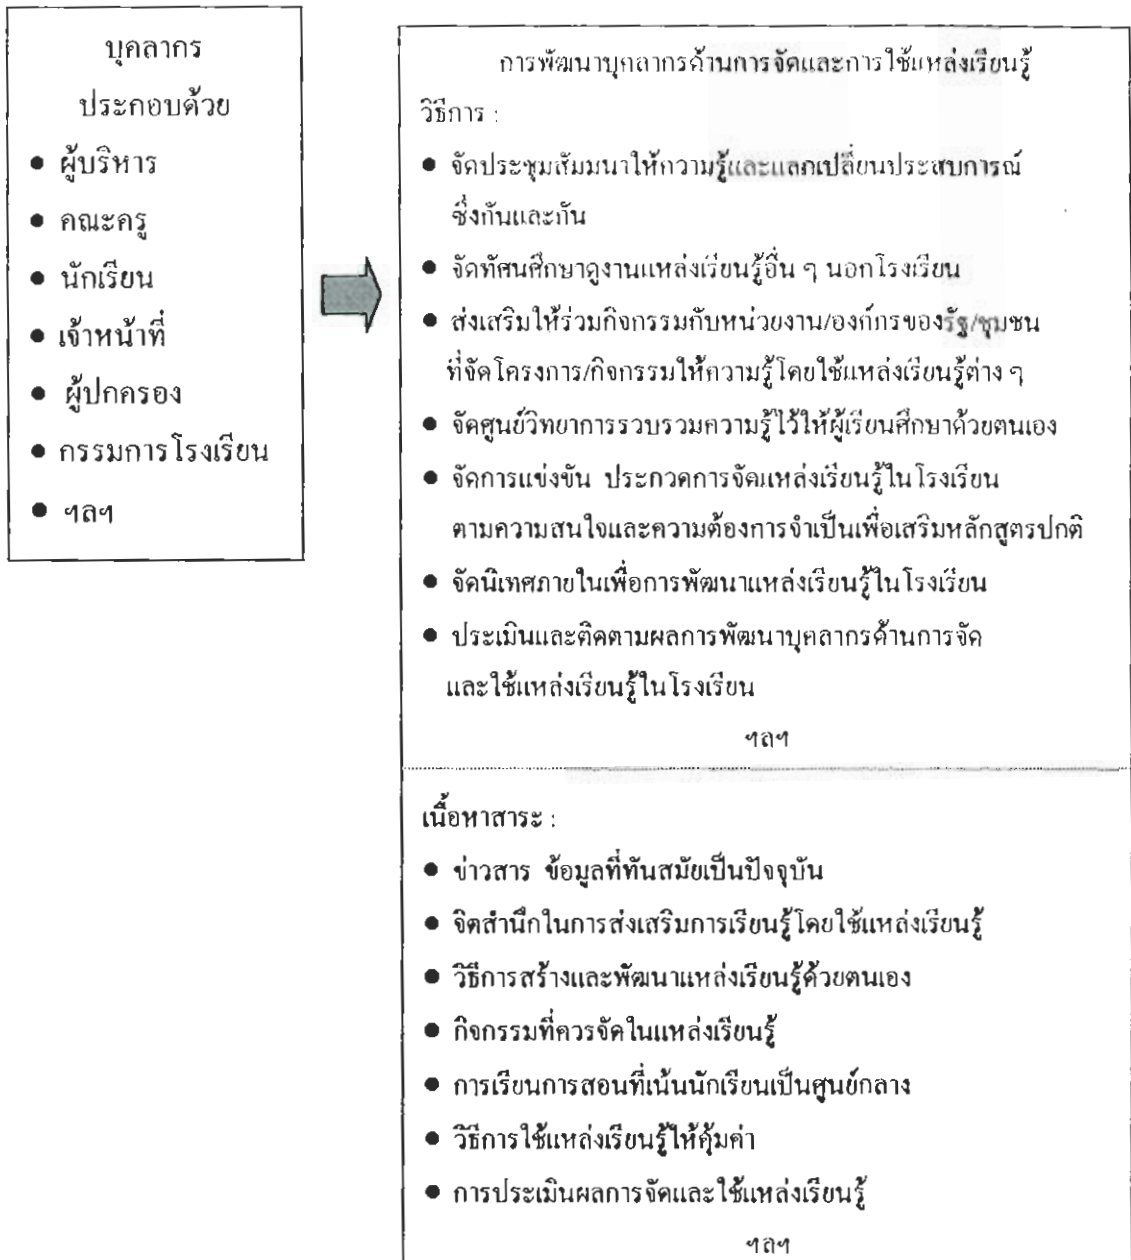 บุคลากร
ประกอบด้วย
● ผู้บริหาร
● คณะครู
● นักเรียน
● เจ้าหน้าที่
● ผู้ปกครอง
● กรรมการโรงเรียน
● ฯลฯ
การพัฒนาบุคลากรด้านการจัดและการใช้แหล่งเรียนรู้
วิธีการ :
● จัดประชุมสัมมนาให้ความรู้และแลกเปลี่ยนประสบการณ์
ซึ่งกันและกัน
● จัดทัศนศึกษาดูงานแหล่งเรียนรู้อื่น ๆ นอกโรงเรียน
● ส่งเสริมให้ร่วมกิจกรรมกับหน่วยงาน/องค์กรของรัฐ/ชุมชน
ที่จัดโครงการ/กิจกรรมให้ความรู้โดยใช้แหล่งเรียนรู้ต่าง ๆ
● จัดศูนย์วิทยาการรวบรวมความรู้ไว้ให้ผู้เรียนศึกษาด้วยตนเอง
● จัดการแข่งขัน ประกวดการจัดแหล่งเรียนรู้ในโรงเรียน
ตามความสนใจและความต้องการจำเป็นเพื่อเสริมหลักสูตรปกติ
● จัดนิเทศภายในเพื่อการพัฒนาแหล่งเรียนรู้ในโรงเรียน
● ประเมินและติดตามผลการพัฒนาบุคลากรด้านการจัด
และใช้แหล่งเรียนรู้ในโรงเรียน
ฯลฯ
เนื้อหาสาระ :
● ข่าวสาร ข้อมูลที่ทันสมัยเป็นปัจจุบัน
● จิตสำนึกในการส่งเสริมการเรียนรู้โดยใช้แหล่งเรียนรู้
● วิธีการสร้างและพัฒนาแหล่งเรียนรู้ด้วยตนเอง
● กิจกรรมที่ควรจัดในแหล่งเรียนรู้
● การเรียนการสอนที่เน้นนักเรียนเป็นศูนย์กลาง
● วิธีการใช้แหล่งเรียนรู้ให้คุ้มค่า
● การประเมินผลการจัดและใช้แหล่งเรียนรู้
ฯลฯ